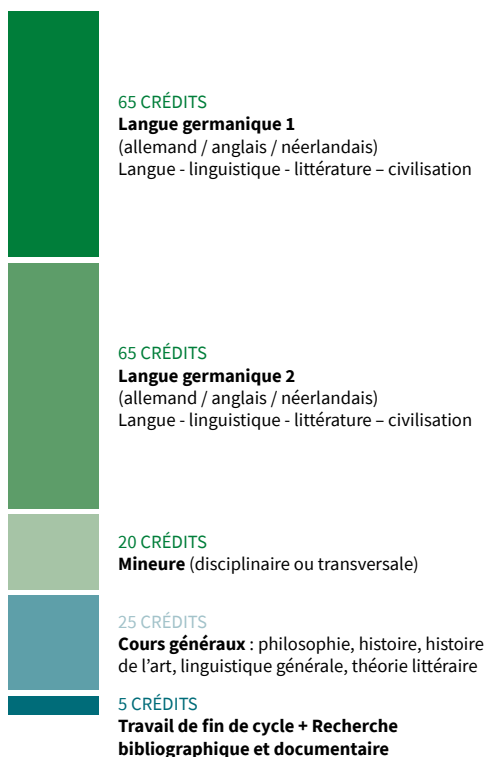 65 CRÉDITS
Langue germanique 1
(allemand / anglais / néerlandais)
Langue - linguistique - littérature – civilisation
65 CRÉDITS
Langue germanique 2
(allemand / anglais / néerlandais)
Langue - linguistique - littérature – civilisation
20 CRÉDITS
Mineure (disciplinaire ou transversale)
25 CRÉDITS
Cours généraux : philosophie, histoire, histoire
de l’art, linguistique générale, théorie littéraire
5 CRÉDITS
Travail de fin de cycle + Recherche
bibliographique et documentaire